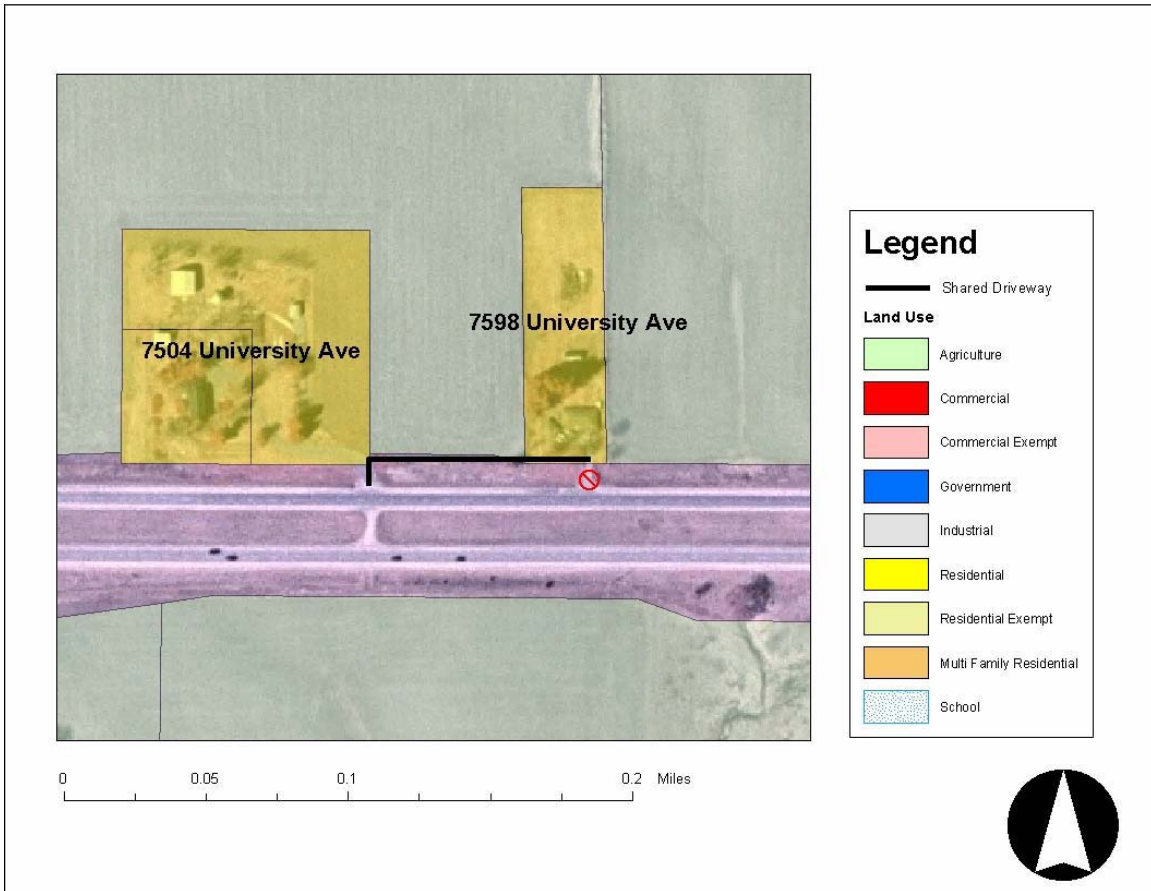 7598 University Ave
7504 University Ave
Legend
Shared Driveway
Land Use
Agriculture
Commercial
Commercial Exempt
Government
Industrial
Residential
Residential Exempt
Multi Family Residential
School
0 0.05 0.1 0.2 Miles